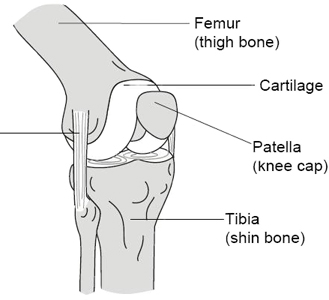 Femur
(thigh bone)
Cartilage
Patella
(knee cap)
Tibia
(shin bone)